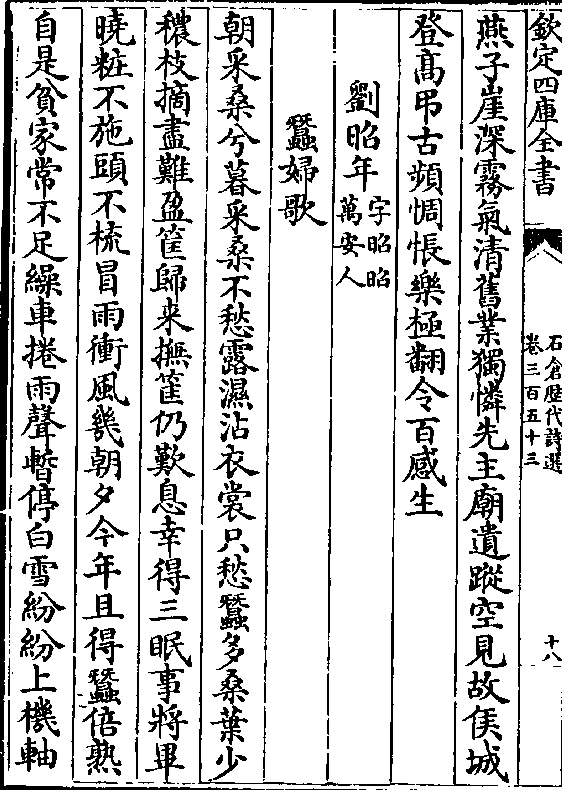 欽定四庫全書
石倉歷代詩選
卷三百五十三
十八
燕子崖深霧氣清舊業獨憐先主廟遺蹤空見故侯城
登髙弔古頻惆悵樂極翻令百感生
劉昭年
字昭昭
萬安人
蠶婦歌
朝采桑兮暮采桑不愁露濕沾衣裳只愁蠶多桑葉少
穠枝摘盡難盈筐歸来撫筐仍歎息幸得三眠事將畢
曉粧不施頭不梳冒雨衝風幾朝夕今年且得蠶倍熟
自是貧家常不足繰車捲雨聲暫停白雪紛紛上機軸